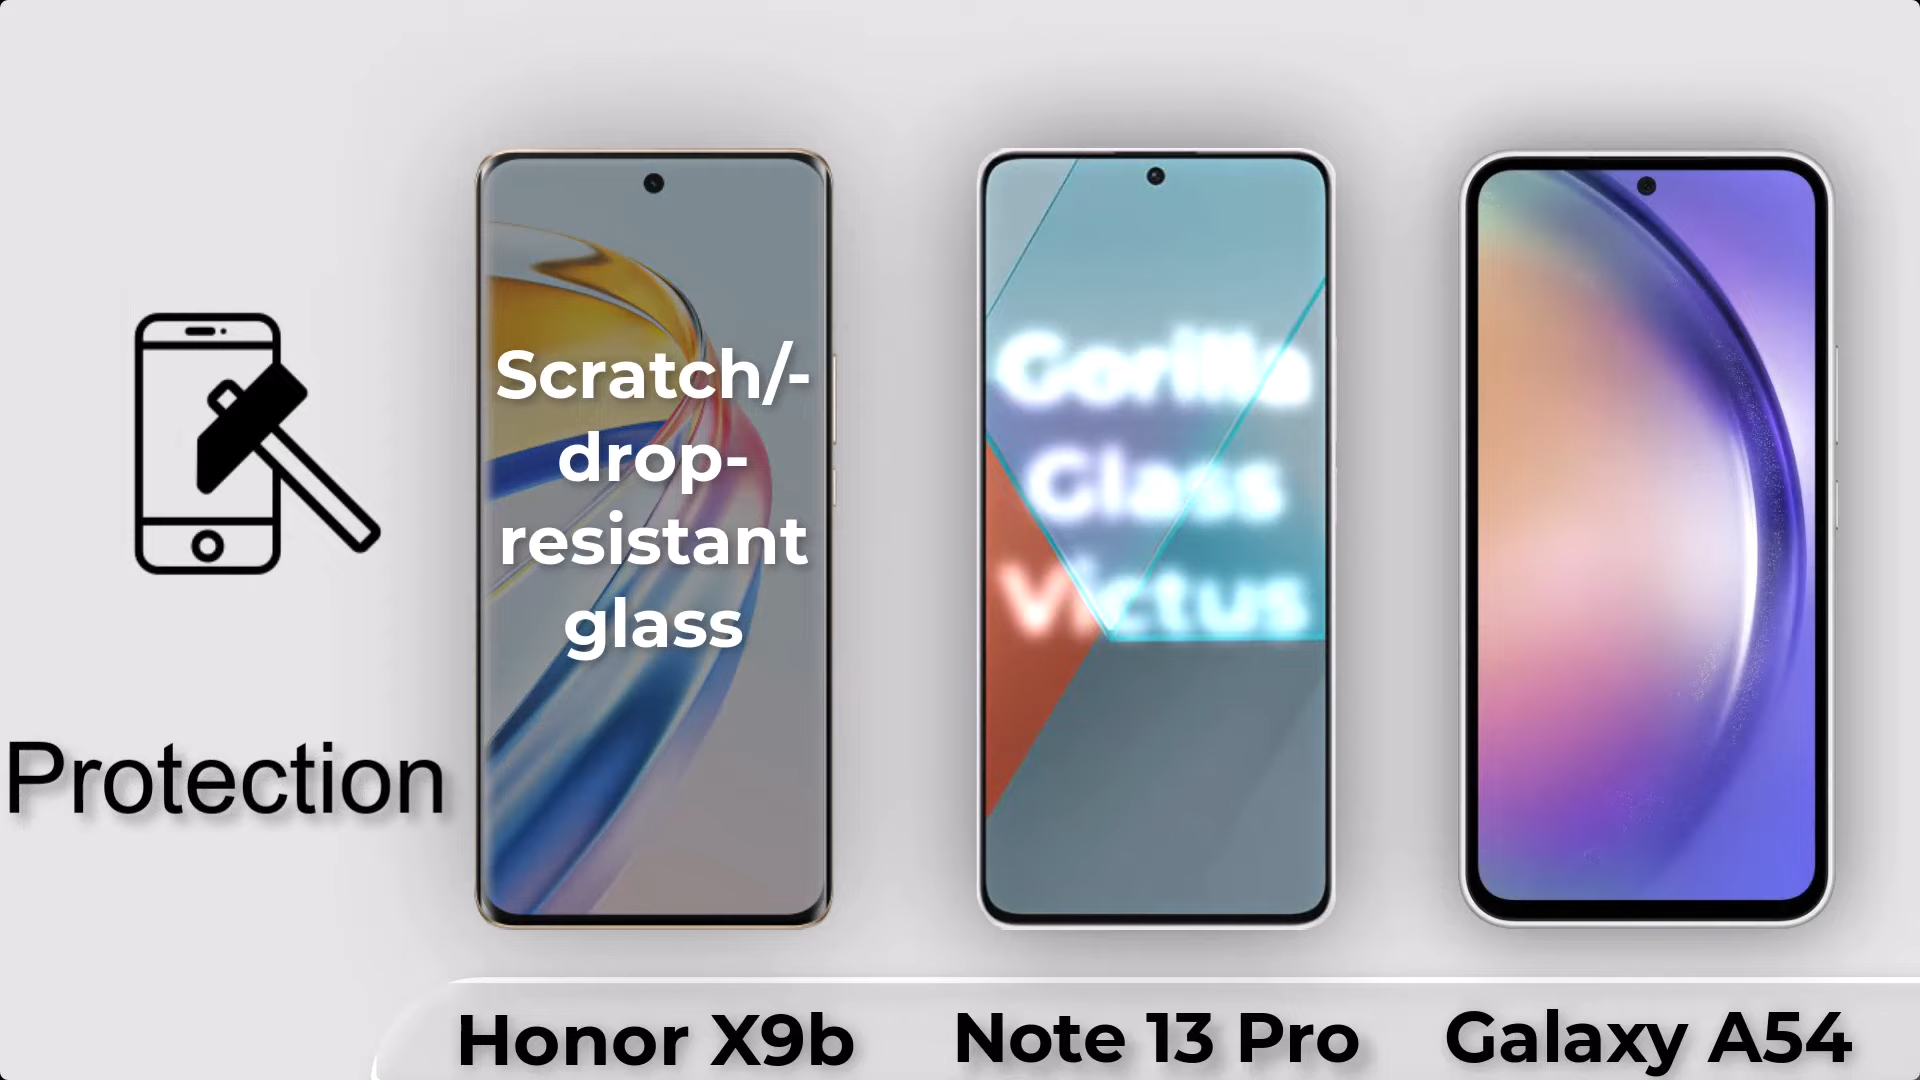 Scratch/-
drop-
resistant
glass
Gorilla
Glass
Victus
Protection
Honor X9b
Note 13 Pro
Galaxy A54